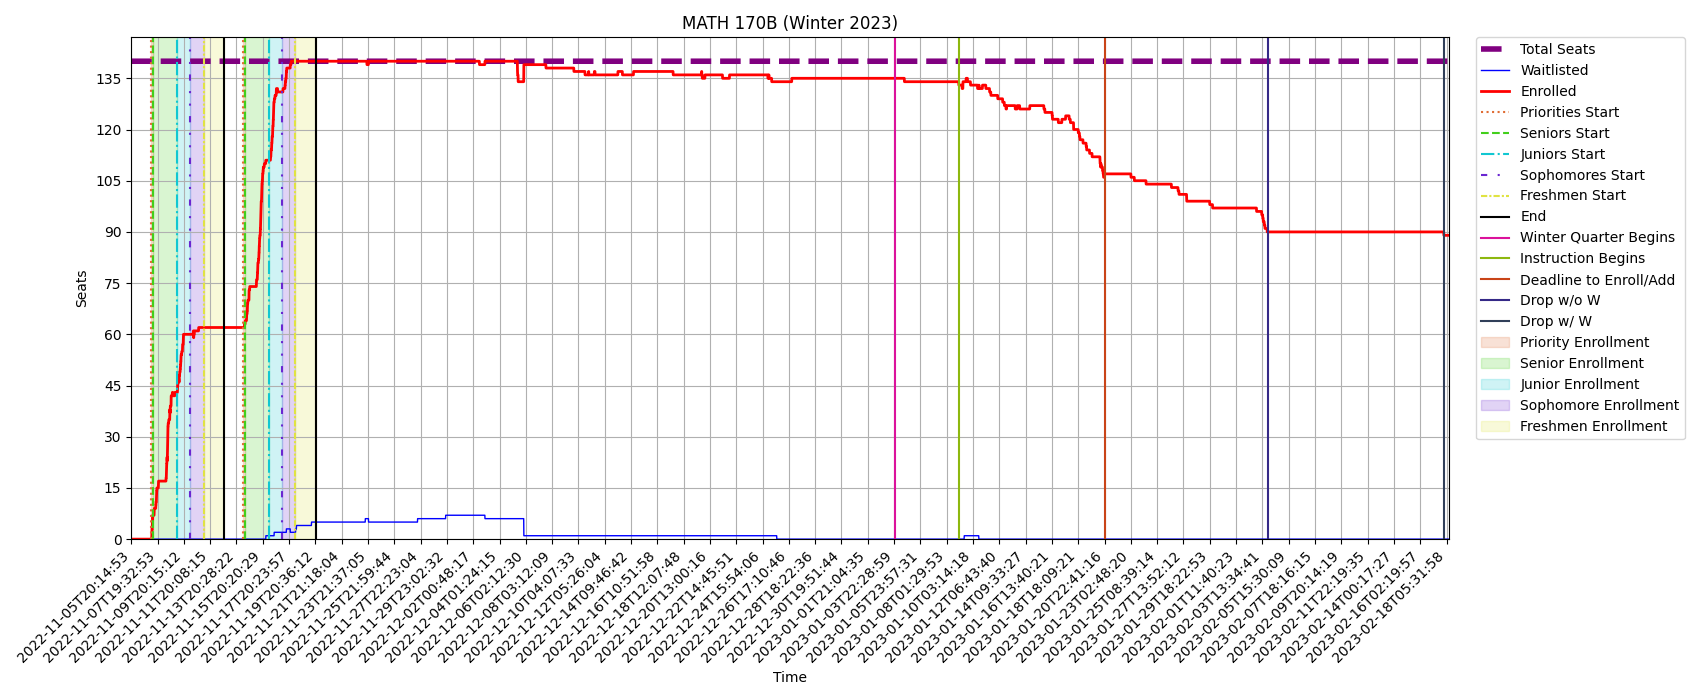 MATH 170B (Winter 2023)
Seats
135
120
105
90
75
60
45
30
15
0
2022-11-05T20:14:53
2022-11-07T19:32:53
2022-11-09T20:15:12
2022-11-11T20:08:15
2022-11-13T20:28:22
2022-11-15T20:20:29
2022-11-17T20:23:57
2022-11-19T20:36:12
2022-11-21T21:18:04
2022-11-23T21:37:05
2022-11-25T21:59:44
2022-11-27T22:23:04
2022-11-29T23:02:32
2022-12-02T00:48:17
2022-12-04T01:24:15
2022-12-06T02:12:30
2022-12-08T03:12:09
2022-12-10T04:07:33
2022-12-12T05:26:04
2022-12-14T09:46:42
2022-12-16T10:51:58
2022-12-18T12:07:48
2022-12-20T13:00:16
2022-12-22T14:45:51
2022-12-24T15:54:06
2022-12-26T17:10:46
2022-12-28T18:22:36
2022-12-30T19:51:44
2023-01-01T21:04:35
2023-01-03T22:28:59
2023-01-05T23:57:31
2023-01-08T01:29:53
2023-01-10T03:14:18
2023-01-12T06:43:40
2023-01-14T09:33:27
2023-01-16T13:40:21
2023-01-18T18:09:21
2023-01-20T22:41:16
2023-01-23T02:48:20
2023-01-25T08:39:14
2023-01-27T13:52:12
2023-01-29T18:22:53
2023-02-01T11:40:23
2023-02-03T13:34:41
2023-02-05T15:30:09
2023-02-07T18:16:15
2023-02-09T20:14:19
2023-02-11T22:19:35
2023-02-14T00:17:27
2023-02-16T02:19:57
2023-02-18T05:31:58
Time
Total Seats
Waitlisted
Enrolled
Priorities Start
Seniors Start
Juniors Start
Sophomores Start
Freshmen Start
End
Winter Quarter Begins
Instruction Begins
Deadline to Enroll/Add
Drop w/o W
Drop w/ W
Priority Enrollment
Senior Enrollment
Junior Enrollment
Sophomore Enrollment
Freshmen Enrollment